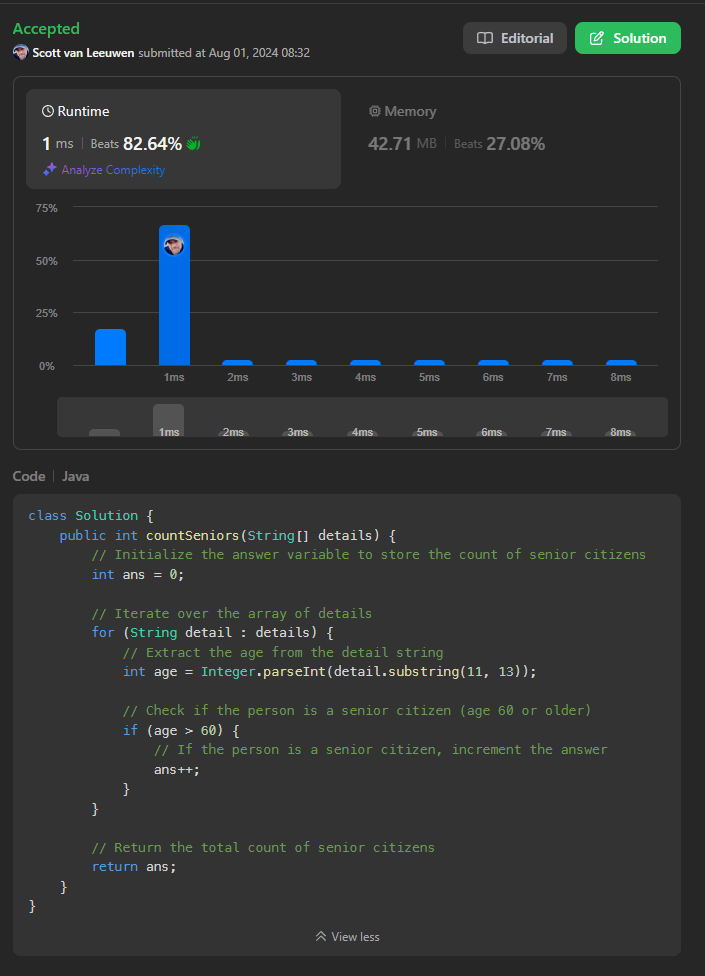 Accepted
Scott van Leeuwen submitted at Aug 01, 2024 08:32
Editorial
Solution
Runtime
1 ms | Beats 82.64%
Analyze Complexity
Memory
42.71 MB | Beats 27.08%
75%
50%
25%
0%
1ms 2ms 3ms 4ms 5ms 6ms 7ms 8ms
1ms 2ms 3ms 4ms 5ms 6ms 7ms 8ms
Code | Java
class Solution {
    public int countSeniors(String[] details) {
        // Initialize the answer variable to store the count of senior citizens
        int ans = 0;

        // Iterate over the array of details
        for (String detail : details) {
            // Extract the age from the detail string
            int age = Integer.parseInt(detail.substring(11, 13));

            // Check if the person is a senior citizen (age 60 or older)
            if (age > 60) {
                // If the person is a senior citizen, increment the answer
                ans++;
            }
        }

        // Return the total count of senior citizens
        return ans;
    }
}
View less